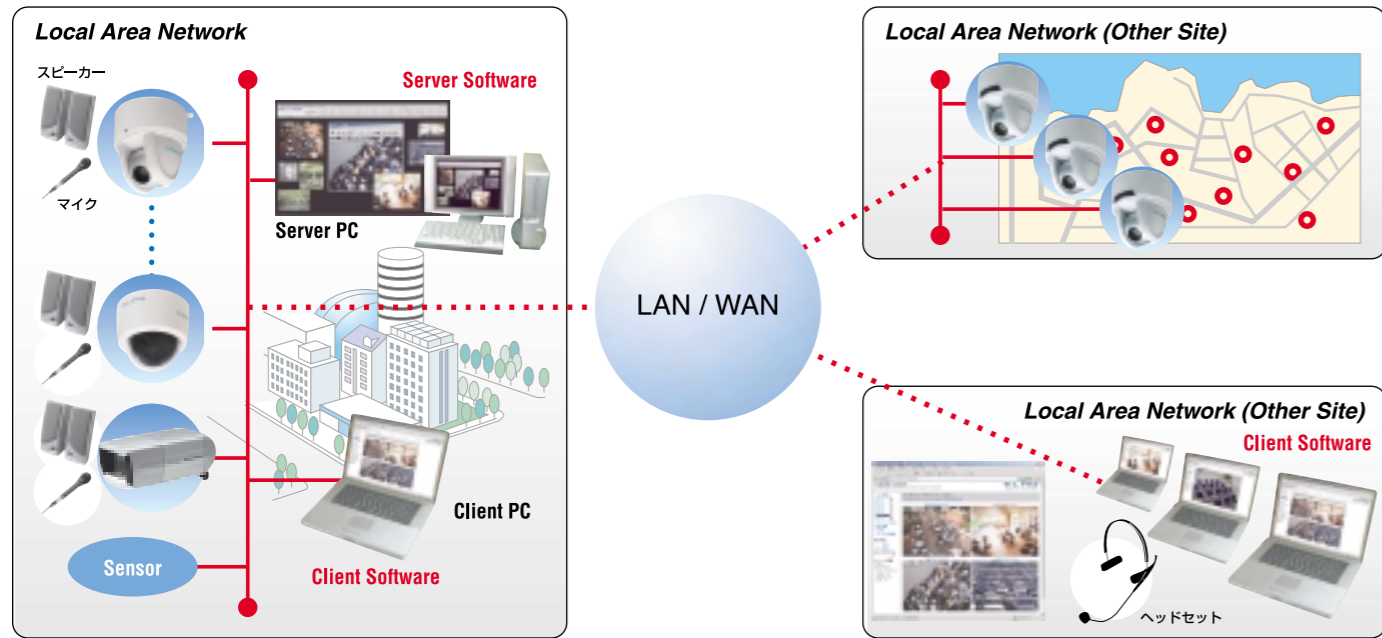 Local Area Network
スピーカー
Server Software
マイク
Server PC
Client PC
Sensor
Client Software
LAN / WAN
Local Area Network (Other Site)
Local Area Network (Other Site)
Client Software
ヘッドセット